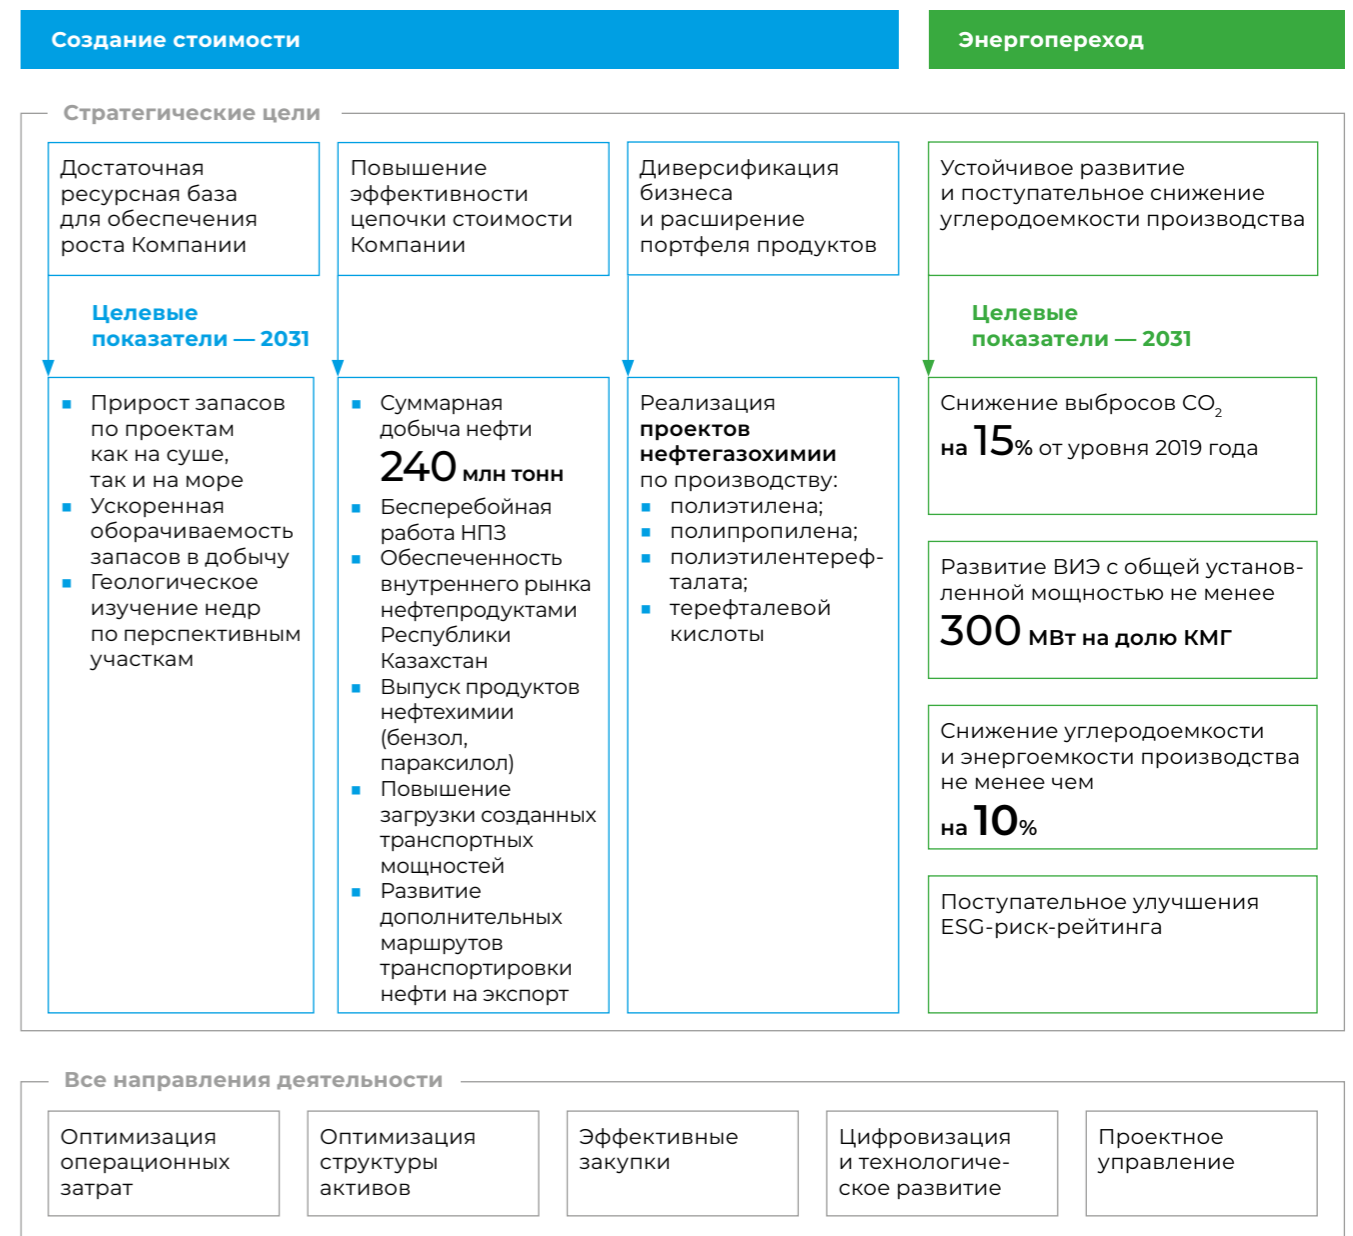 Создание стоимости
Энергопереход
Стратегические цели
Достаточная
ресурсная база
для обеспечения
роста Компании
Повышение
эффективности
цепочки стоимости
Компании
Диверсификация
бизнеса
и расширение
портфеля продуктов
Устойчивое развитие
и поступательное снижение
углеродоемкости производства
Целевые
показатели — 2031
Целевые
показатели — 2031
Прирост запасов
по проектам
как на суше,
так и на море
Ускоренная
оборачиваемость
запасов в добычу
Геологическое
изучение недр
по перспективным
участкам
Суммарная
добыча нефти
240 млн тонн
Бесперебойная
работа НПЗ
Обеспеченность
внутреннего рынка
нефтепродуктами
Республики
Казахстан
Выпуск продуктов
нефтехимии
(бензол,
параксилол)
Повышение
загрузки созданных
транспортных
мощностей
Развитие
дополнительных
маршрутов
транспортировки
нефти на экспорт
Реализация
проектов
нефтегазохимии
по производству:
полиэтилена;
полипропилена;
полиэтилентереф-
талата;
терефталевой
кислоты
Снижение выбросов CO₂
на 15% от уровня 2019 года
Развитие ВИЭ с общей установ-
ленной мощностью не менее
300 МВт на долю КМГ
Снижение углеродоемкости
и энергоемкости производства
не менее чем
на 10%
Поступательное улучшения
ESG-риск-рейтинга
Все направления деятельности
Оптимизация
операционных
затрат
Оптимизация
структуры
активов
Эффективные
закупки
Цифровизация
и технологиче-
ское развитие
Проектное
управление